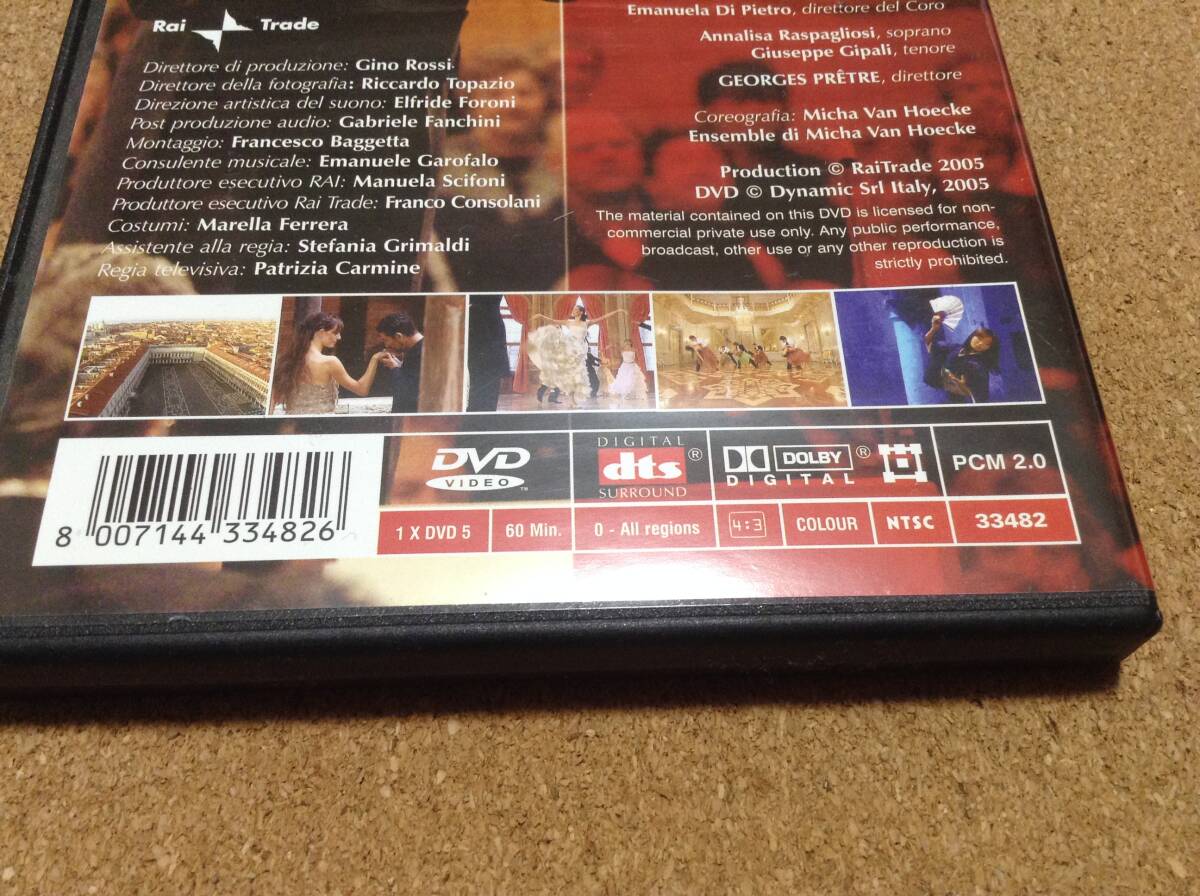 Rai Trade
Direttore di produzione: Gino Rossi
Direttore della fotografia: Riccardo Topazio
Direzione artistica del suono: Elfride Foroni
Post produzione audio: Gabriele Fanchini
Montaggio: Francesco Baggetta
Consulente musicale: Emanuele Garofalo
Produttore esecutivo RAI: Manuela Scifoni
Produttore esecutivo Rai Trade: Franco Consolani
Costumi: Marella Ferrera
Assistente alla regia: Stefania Grimaldi
Regia televisiva: Patrizia Carmine
Emanuela Di Pietro, direttore del Coro
Annalisa Raspagliosi, soprano
Giuseppe Gipali, tenore
GEORGES PRÊTRE, direttore
Coreografia: Micha Van Hoecke
Ensemble di Micha Van Hoecke
Production © RaiTrade 2005
DVD © Dynamic Srl Italy, 2005
The material contained on this DVD is licensed for non-
commercial private use only. Any public performance,
broadcast, other use or any other reproduction is
strictly prohibited.
8 007144 334826
DVD
VIDEO™
DIGITAL
dts®
SURROUND
DOLBY®
DIGITAL
PCM 2.0
1 X DVD 5
60 Min.
0 - All regions
4:3
COLOUR
NTSC
33482